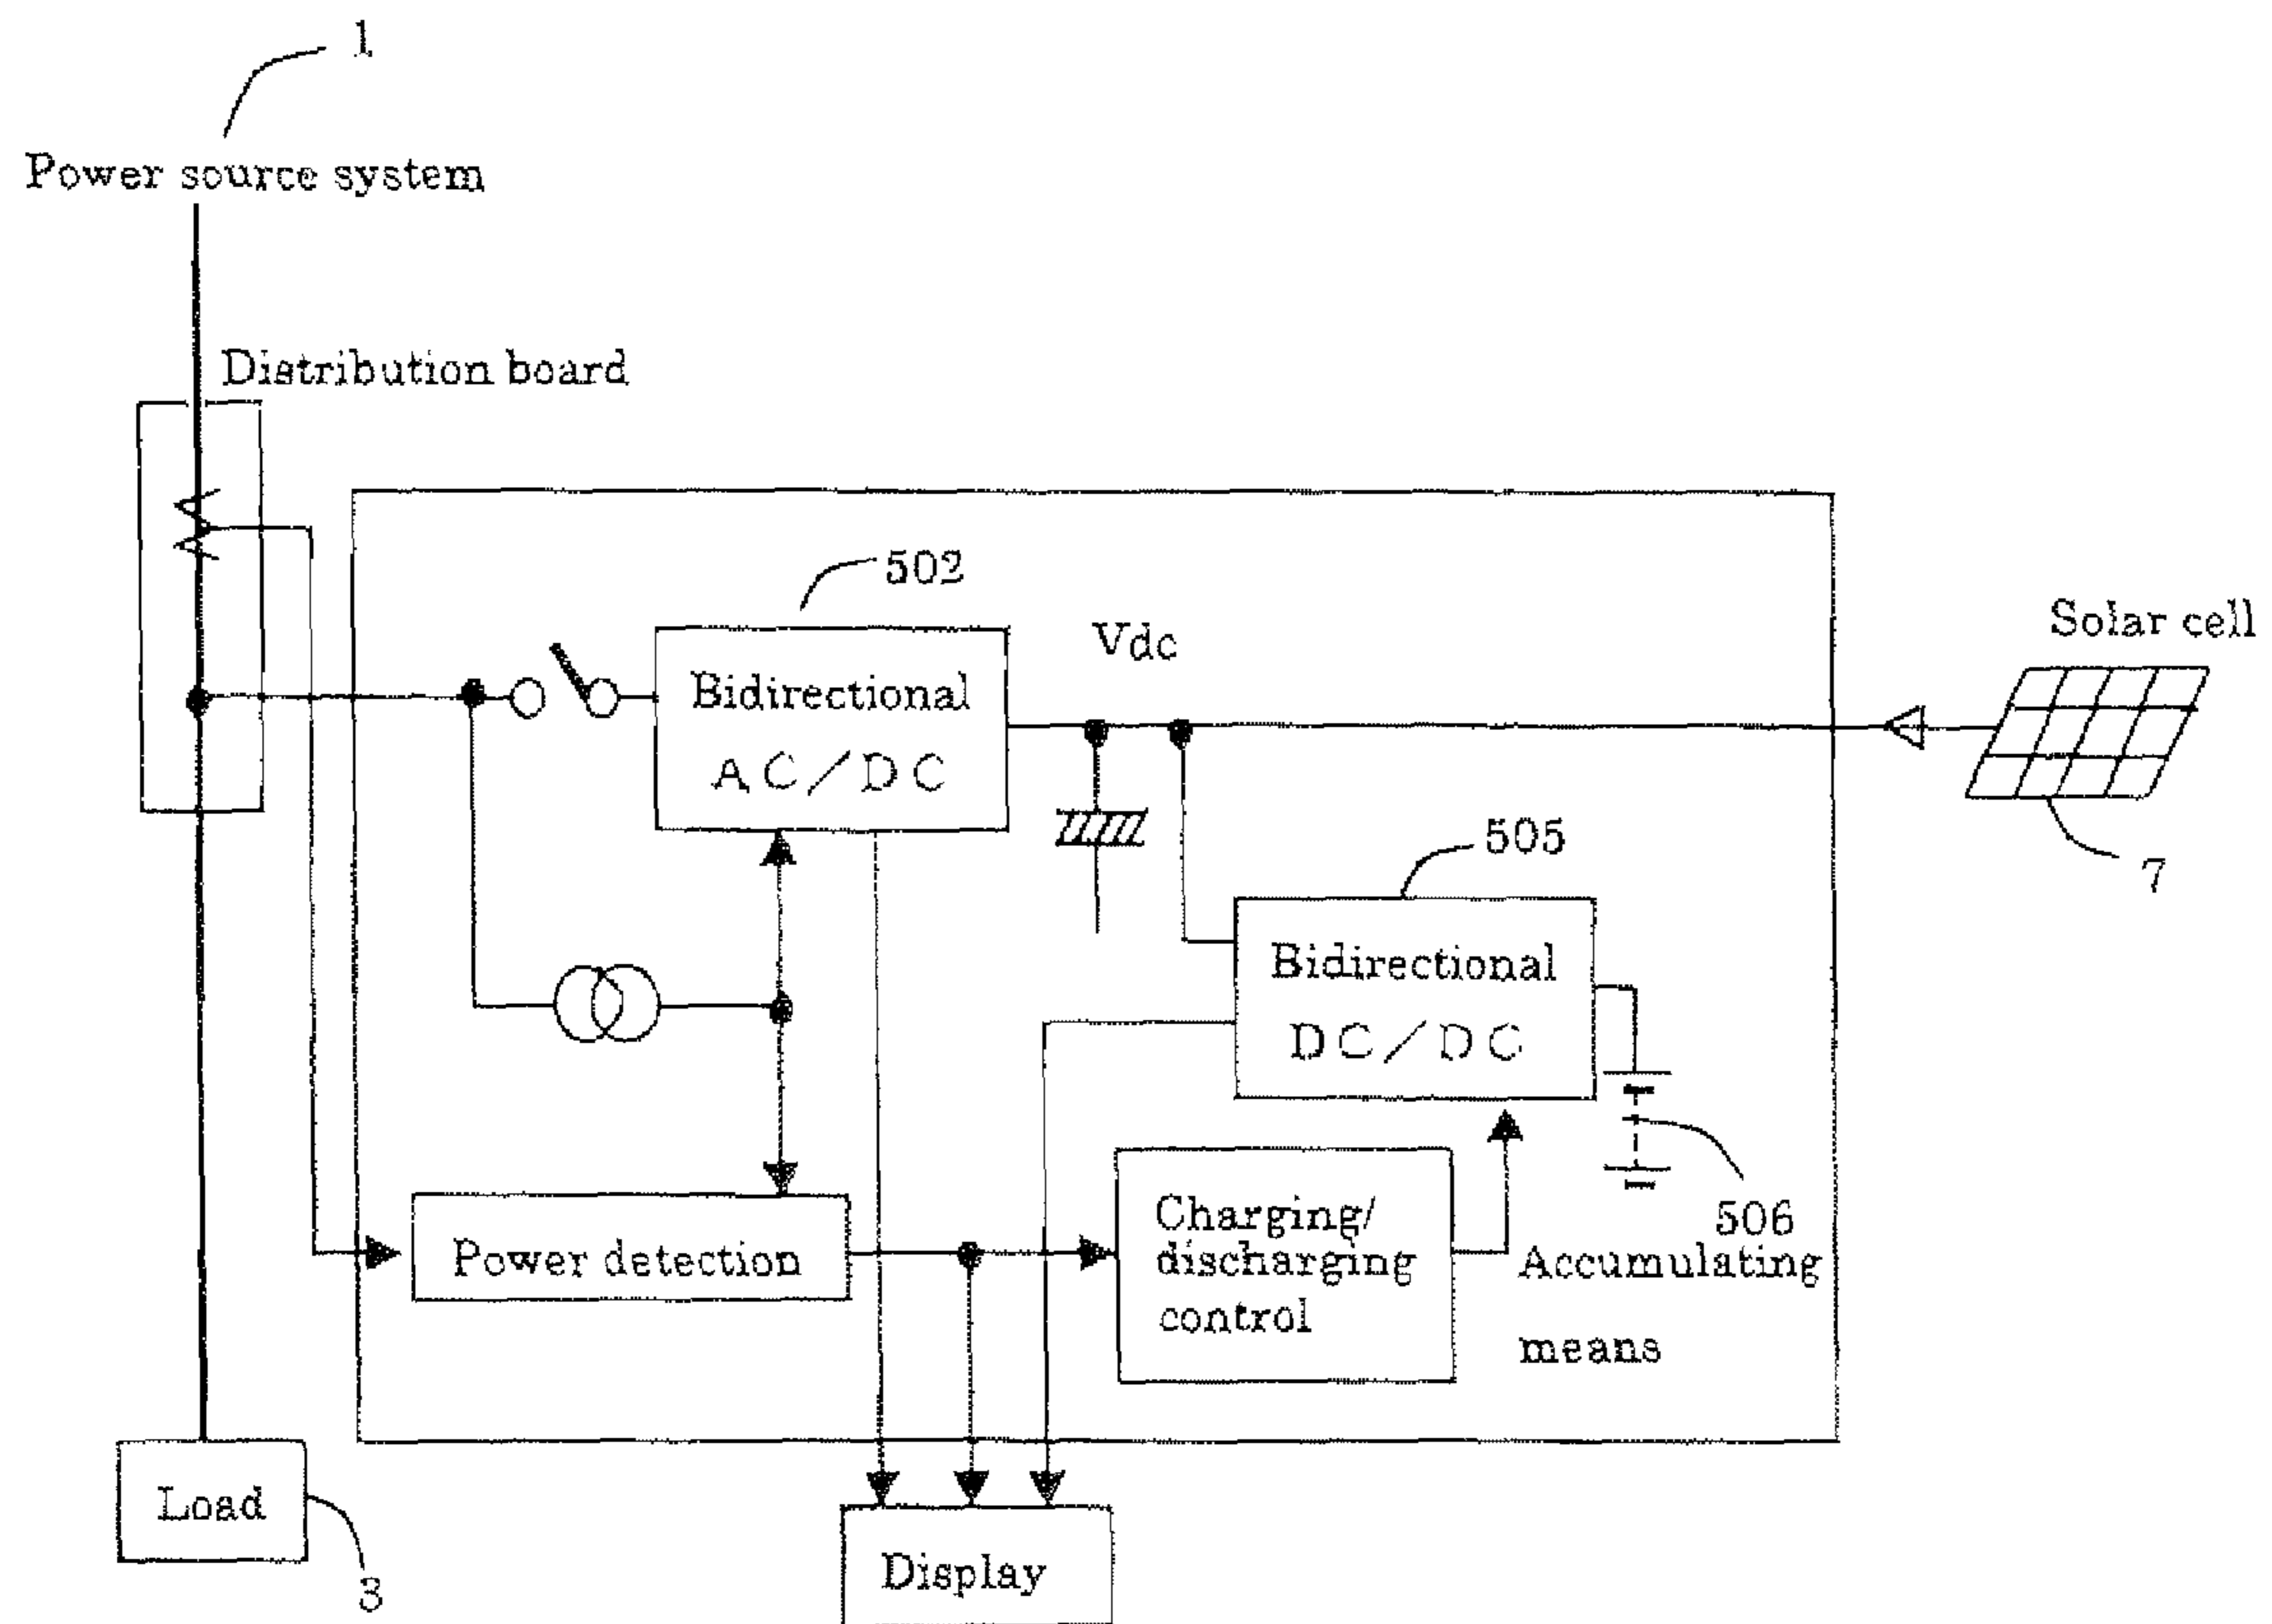 1
Power source system
Distribution board
502
Vdc
Solar cell
Bidirectional
AC/DC
7
505
Bidirectional
DC/DC
506
Charging/
discharging
control
Accumulating
means
Power detection
Load
3
Display